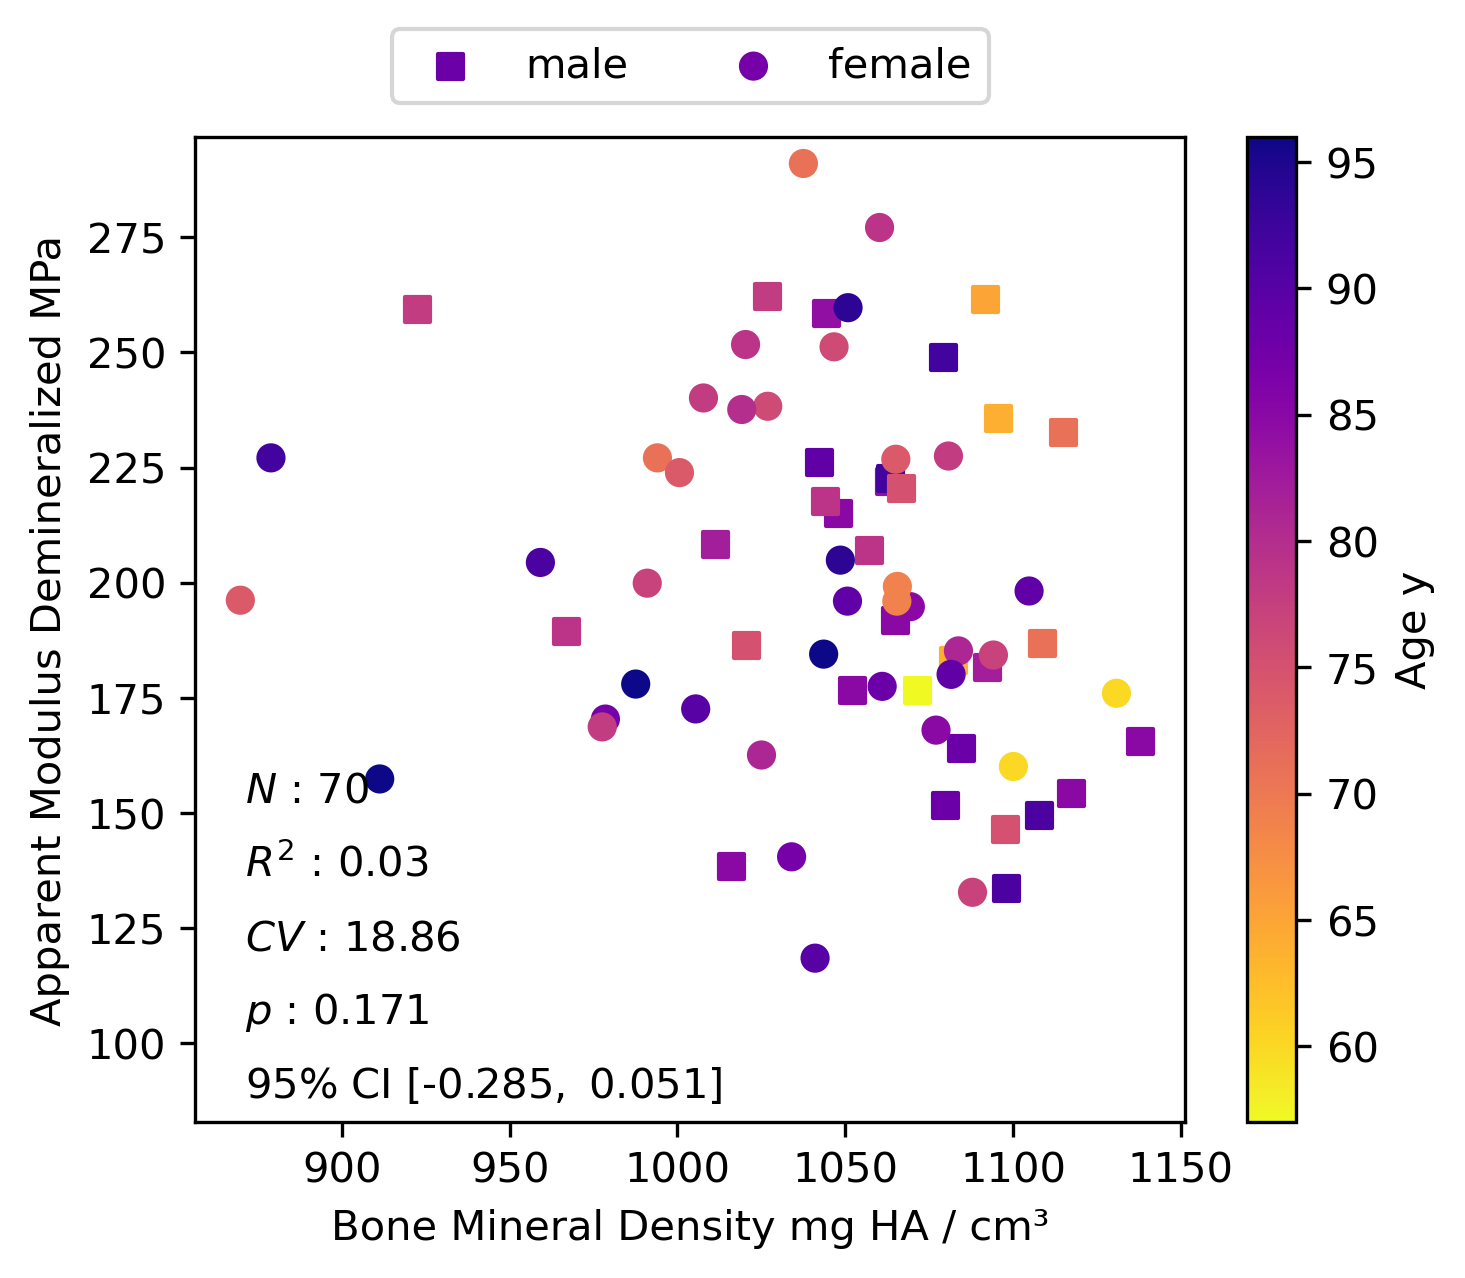 male female
275
250
225
200
175
150
125
100
Apparent Modulus Demineralized MPa
N : 70
R² : 0.03
CV : 18.86
p : 0.171
95% CI [-0.285, 0.051]
900 950 1000 1050 1100 1150
Bone Mineral Density mg HA / cm³
95
90
85
80
75
70
65
60
Age y